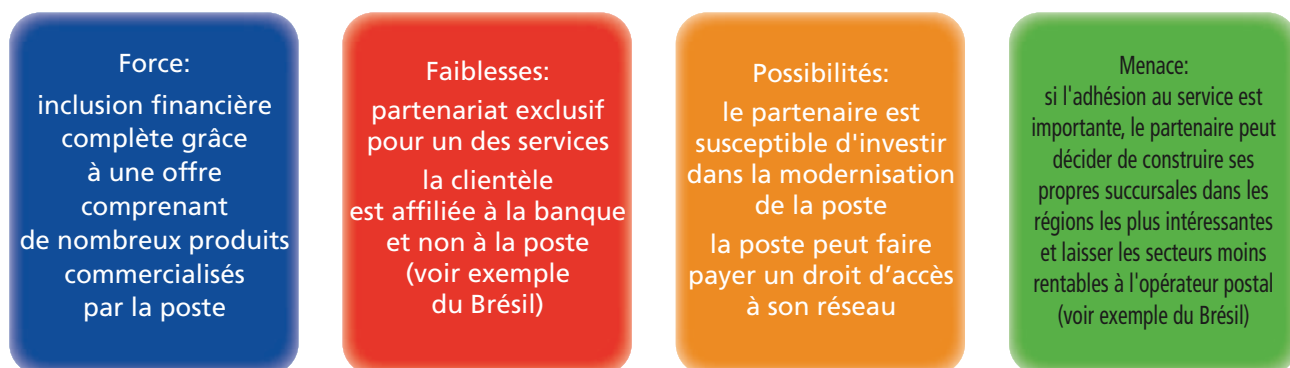 Force:
inclusion financière
complète grâce
à une offre
comprenant
de nombreux produits
commercialisés
par la poste
Faiblesses:
partenariat exclusif
pour un des services
la clientèle
est affiliée à la banque
et non à la poste
(voir exemple
du Brésil)
Possibilités:
le partenaire est
susceptible d'investir
dans la modernisation
de la poste
la poste peut faire
payer un droit d’accès
à son réseau
Menace:
si l'adhésion au service est
importante, le partenaire peut
décider de construire ses
propres succursales dans les
régions les plus intéressantes
et laisser les secteurs moins
rentables à l'opérateur postal
(voir exemple du Brésil)